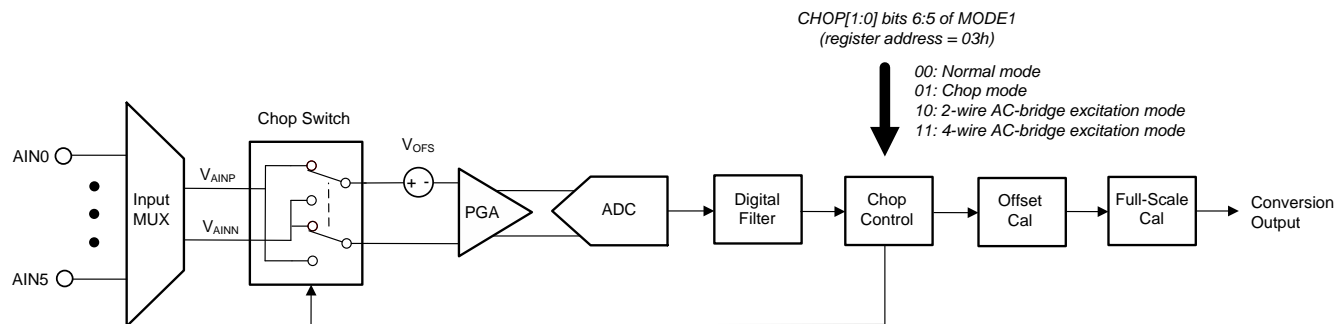 CHOP[1:0] bits 6:5 of MODE1
(register address = 03h)
00: Normal mode
01: Chop mode
10: 2-wire AC-bridge excitation mode
11: 4-wire AC-bridge excitation mode
Chop Switch
VOFS
AIN0
VAINP
Input
MUX
VAINN
AIN5
+ -
PGA
ADC
Digital
Filter
Chop
Control
Offset
Cal
Full-Scale
Cal
Conversion
Output